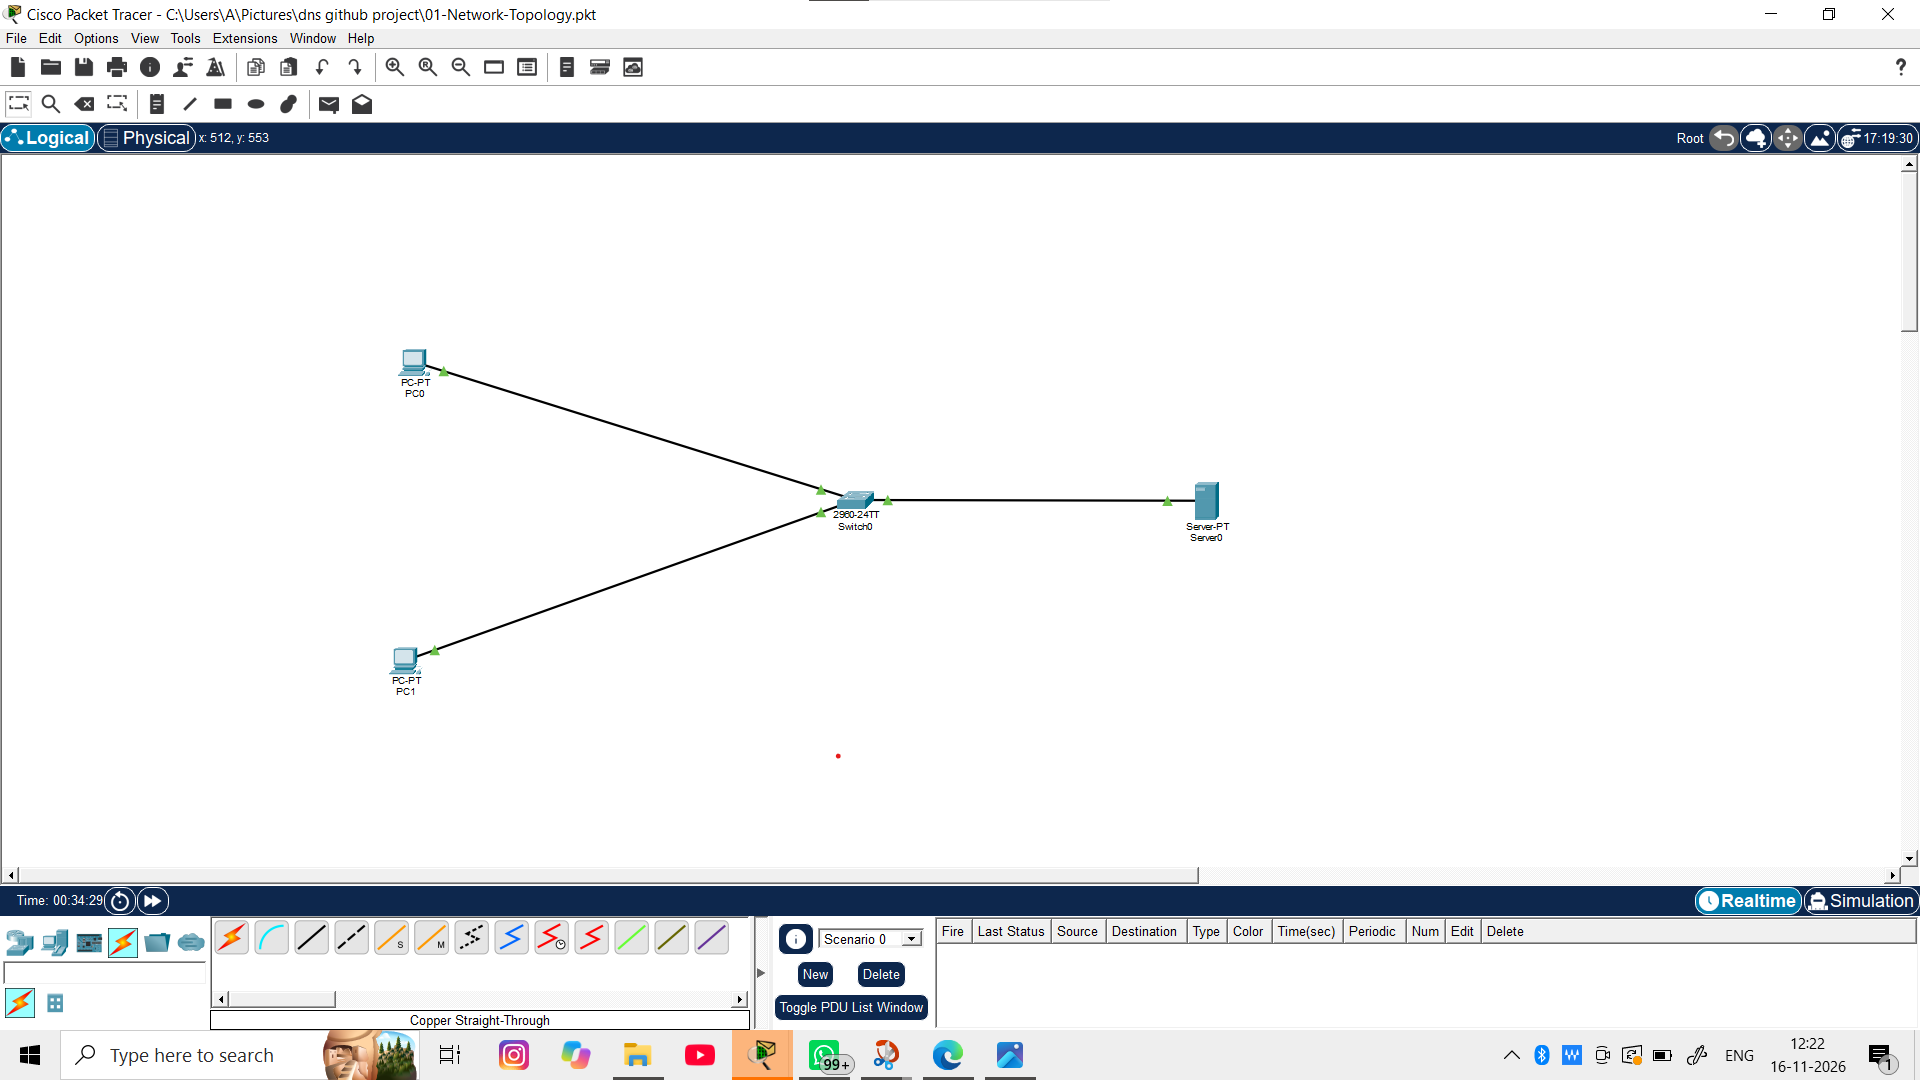 Cisco Packet Tracer - C:\Users\A\Pictures\dns github project\01-Network-Topology.pkt
File Edit Options View Tools Extensions Window Help
?
Logical Physical x: 512, y: 553 Root 17:19:30
PC-PT
PC0
2960-24TT
Switch0
Server-PT
Server0
PC-PT
PC1
Time: 00:34:29 Realtime Simulation
S M
Scenario 0
Fire Last Status Source Destination Type Color Time(sec) Periodic Num Edit Delete
New Delete
Toggle PDU List Window
Copper Straight-Through
Type here to search
99+
W
ENG
12:22
16-11-2026
1